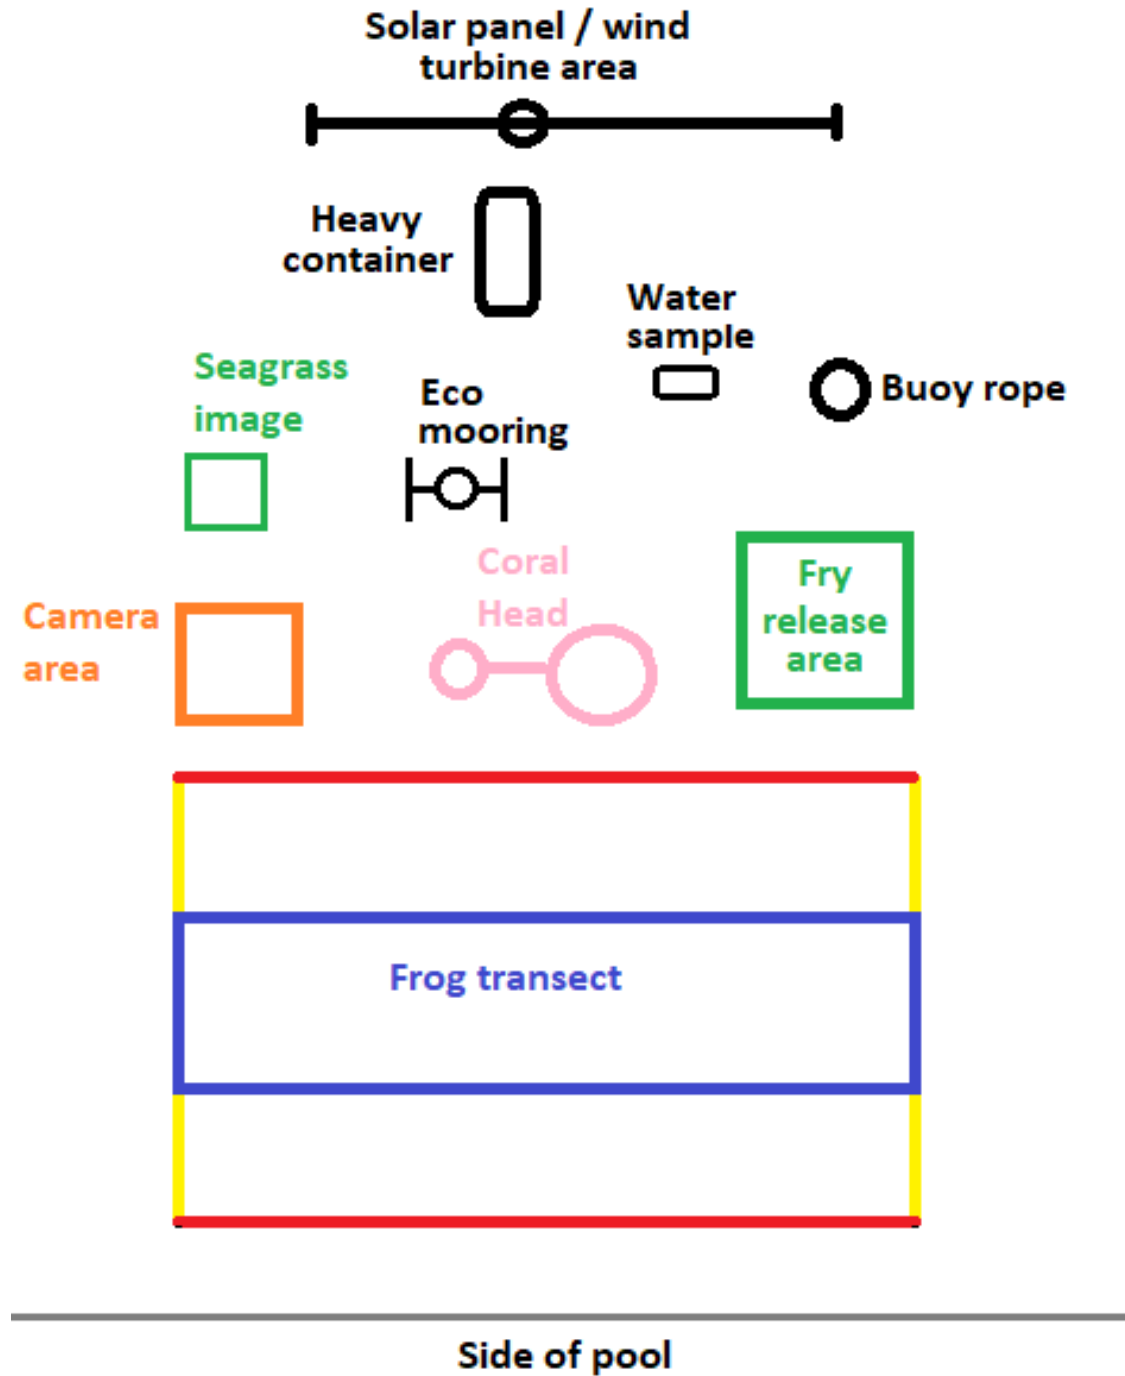 Solar panel / wind
turbine area
Heavy
container
Water
sample
Seagrass
image
Eco
mooring
Buoy rope
Coral
Head
Fry
release
area
Camera
area
Frog transect
Side of pool